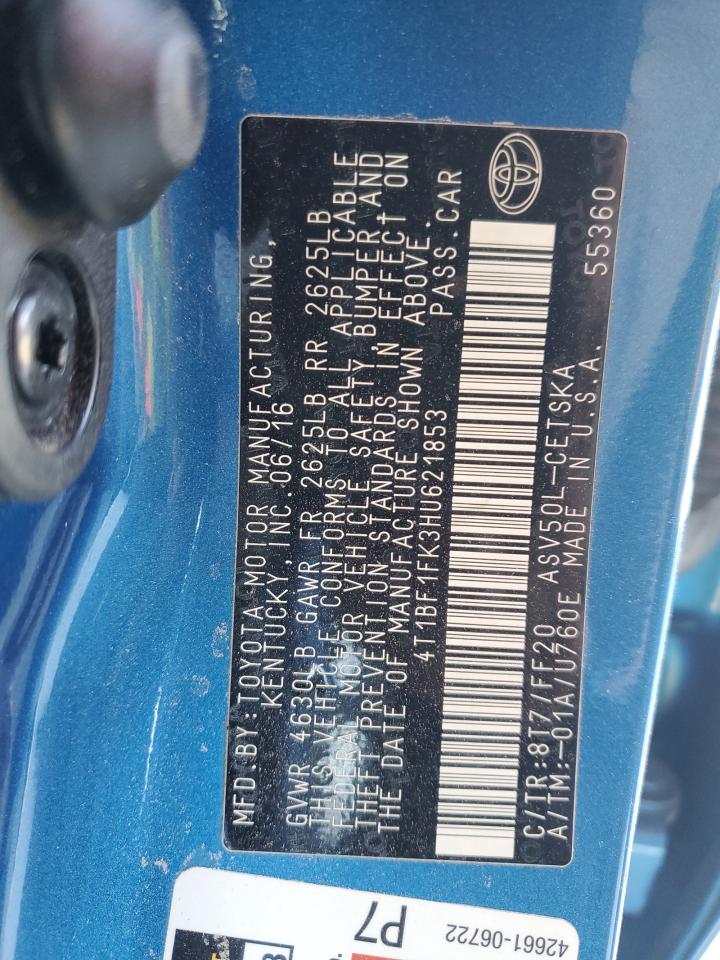 MFD.BY:TOYOTA MOTOR MANUFACTURING,
KENTUCKY, INC. 06/16
GVWR 4630LB GAWR FR 2625LB RR 2625LB
THIS VEHICLE CONFORMS TO ALL APPLICABLE
FEDERAL MOTOR VEHICLE SAFETY, BUMPER AND
THEFT PREVENTION STANDARDS IN EFFECT ON
THE DATE OF MANUFACTURE SHOWN ABOVE.
4T1BF1FK3HU621853 PASS.CAR
C/TR:8T7/FF20 ASV50L-CETSKA
A/TM:-01A/U760E MADE IN U.S.A. 55360
42661-06722
P7